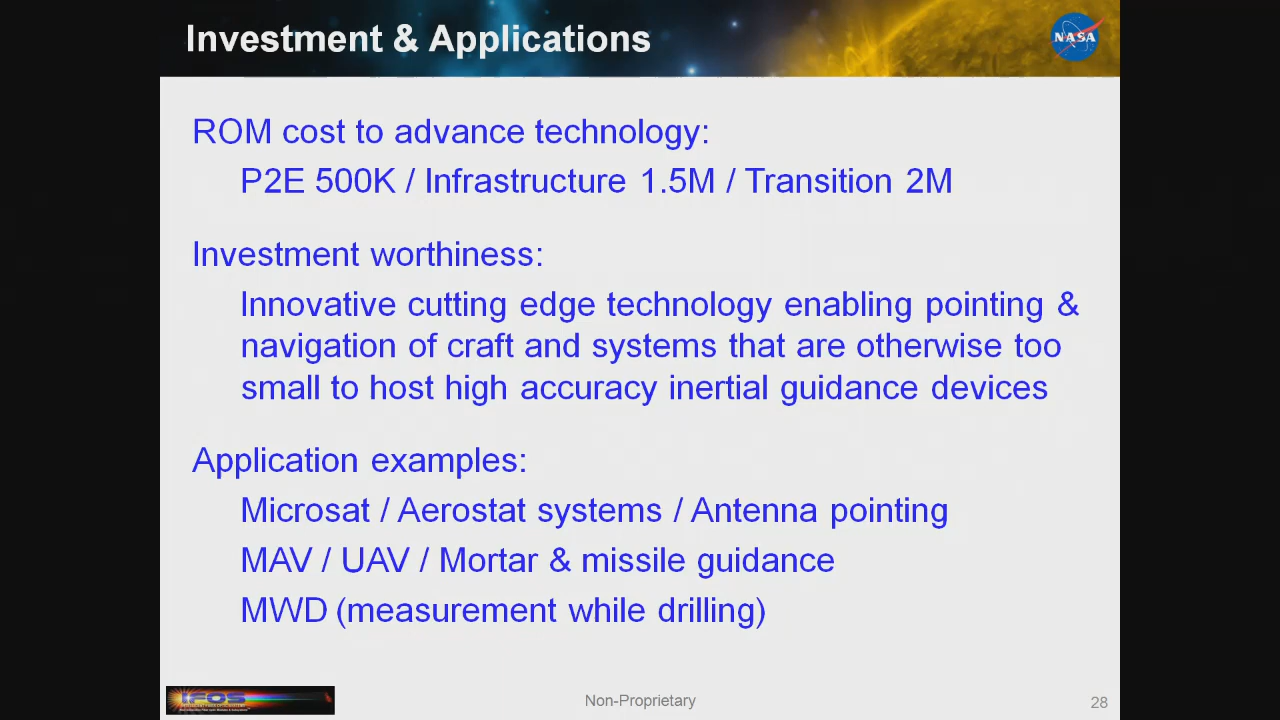 Investment & Applications
NASA
ROM cost to advance technology:
P2E 500K / Infrastructure 1.5M / Transition 2M
Investment worthiness:
Innovative cutting edge technology enabling pointing &
navigation of craft and systems that are otherwise too
small to host high accuracy inertial guidance devices
Application examples:
Microsat / Aerostat systems / Antenna pointing
MAV / UAV / Mortar & missile guidance
MWD (measurement while drilling)
IFOS
Non-Proprietary
28